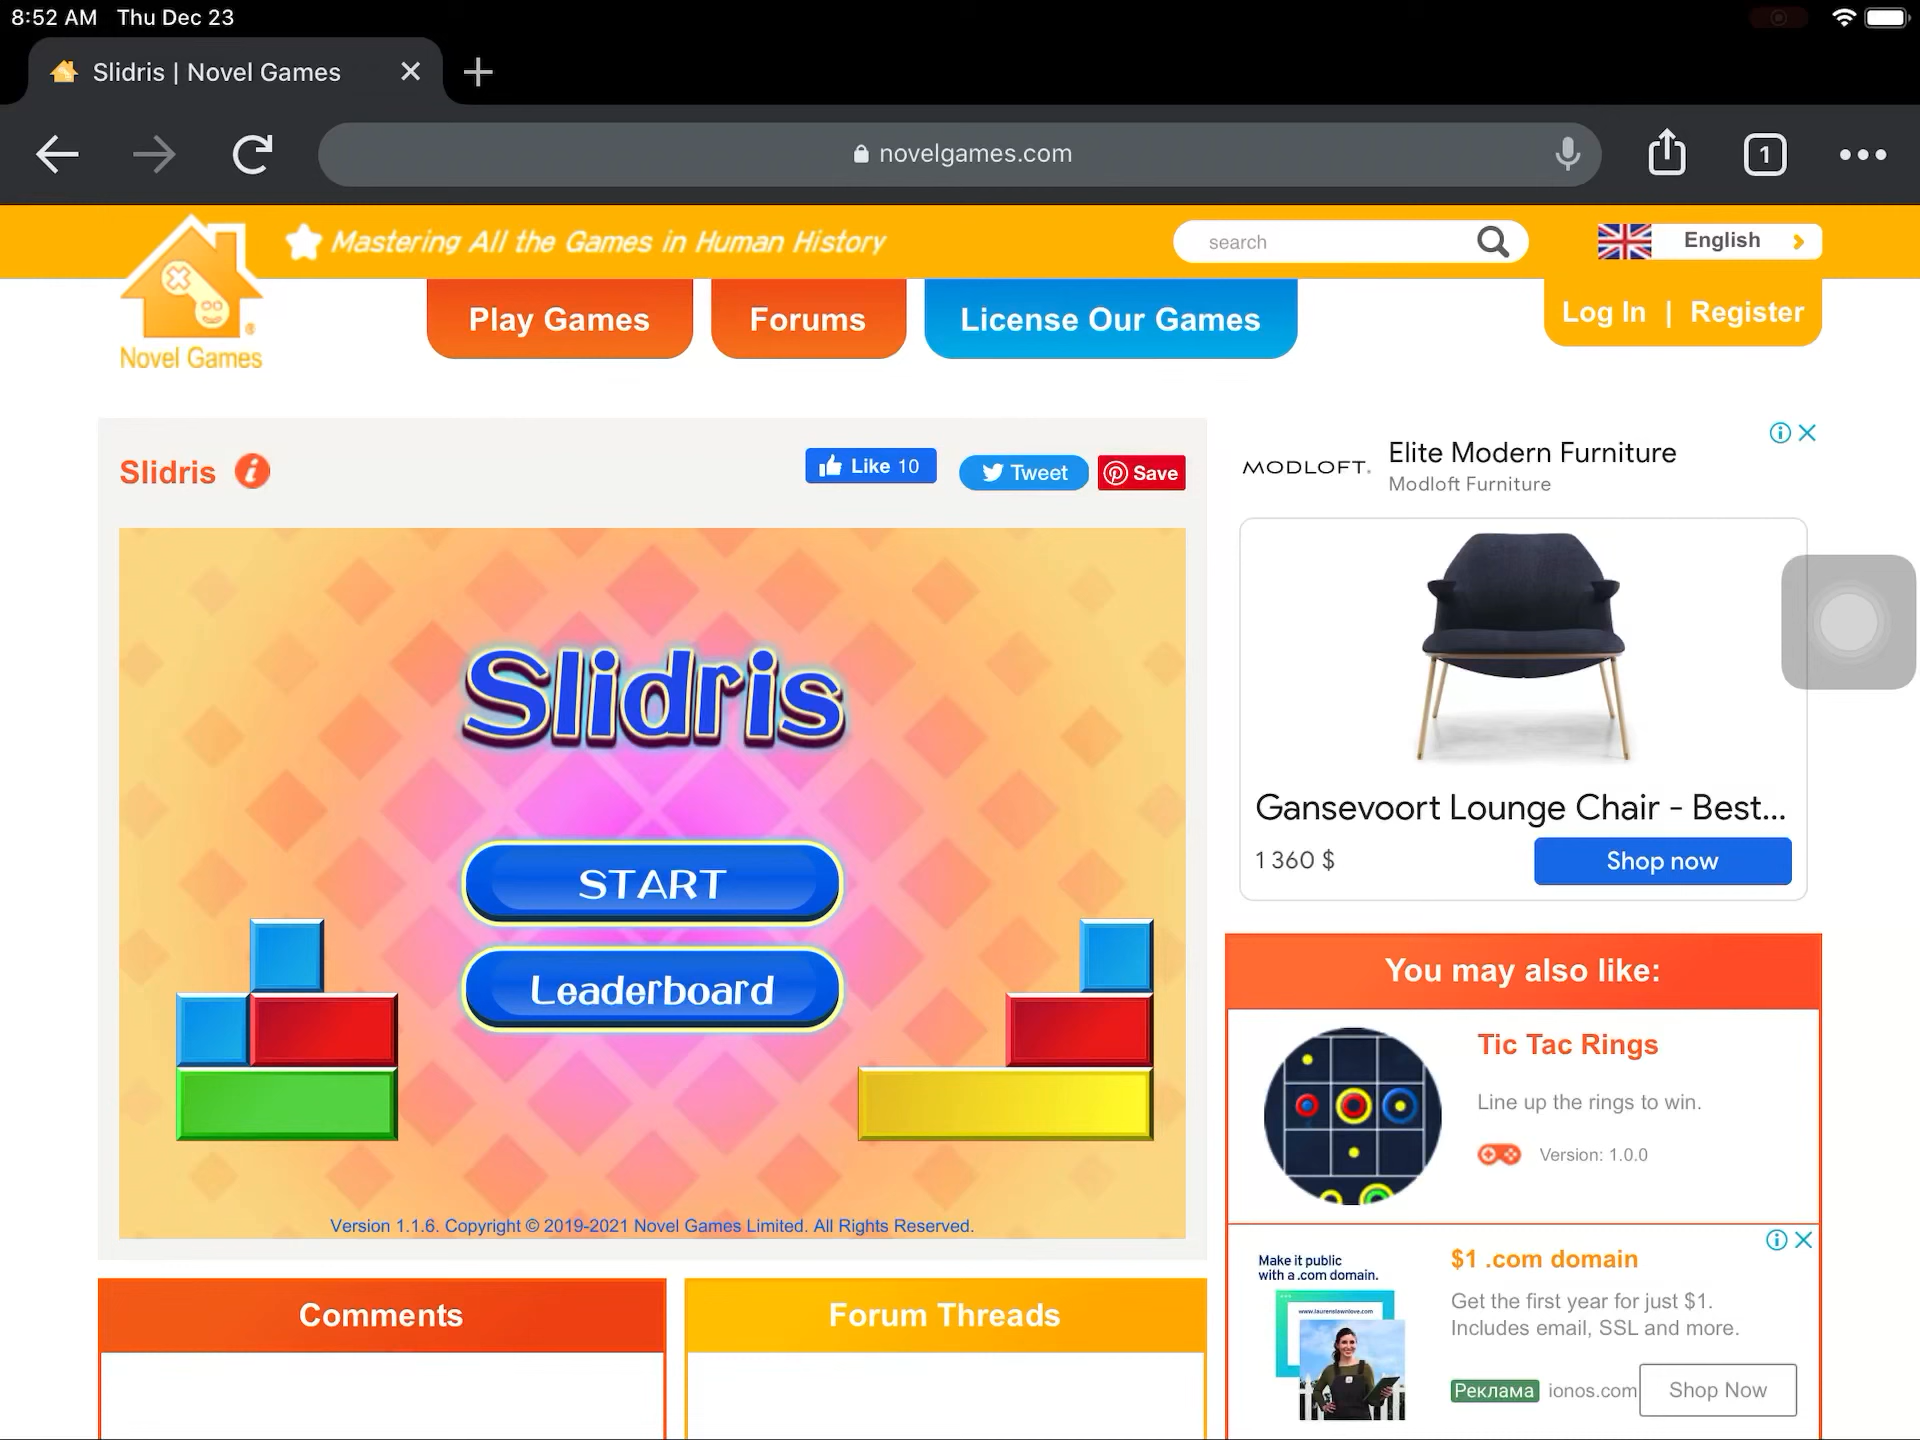 8:52 AM Thu Dec 23
Slidris | Novel Games
novelgames.com
1
Mastering All the Games in Human History
search
English
Novel Games
Play Games
Forums
License Our Games
Log In | Register
Slidris
Like 10
Tweet
Save
Slidris
START
Leaderboard
Version 1.1.6. Copyright © 2019-2021 Novel Games Limited. All Rights Reserved.
Comments
Forum Threads
MODLOFT.
Elite Modern Furniture
Modloft Furniture
Gansevoort Lounge Chair - Best...
1 360 $
Shop now
You may also like:
Tic Tac Rings
Line up the rings to win.
Version: 1.0.0
Make it public
with a .com domain.
www.laurenslawnlove.com
$1 .com domain
Get the first year for just $1.
Includes email, SSL and more.
Реклама ionos.com
Shop Now